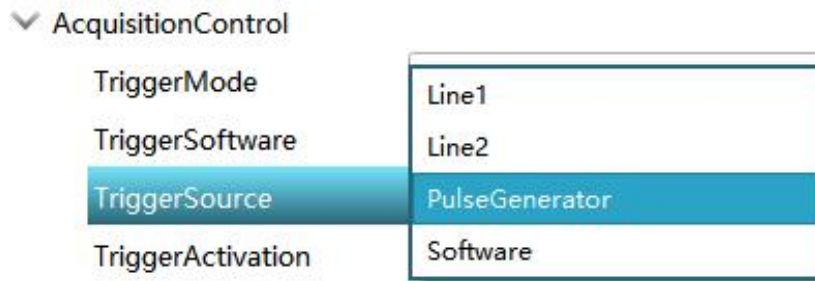 AcquisitionControl
TriggerMode
Line1
TriggerSoftware
Line2
TriggerSource
PulseGenerator
TriggerActivation
Software